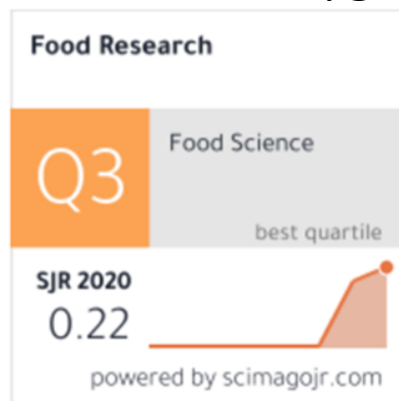 Food Research
Q3
Food Science
best quartile
SJR 2020
0.22
powered by scimagojr.com